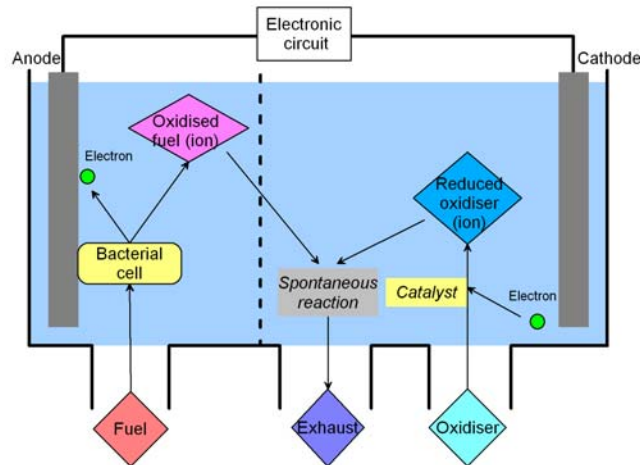 Electronic
circuit
Anode
Cathode
Oxidised
fuel (ion)
Electron
Reduced
oxidiser
(ion)
Bacterial
cell
Spontaneous
reaction
Catalyst
Electron
Fuel
Exhaust
Oxidiser